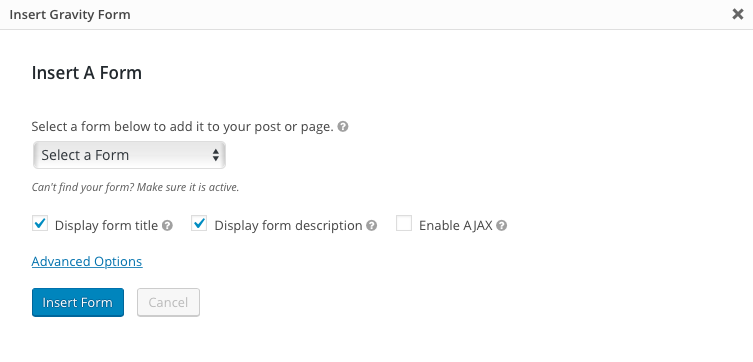 Insert Gravity Form
Insert A Form
Select a form below to add it to your post or page.
Select a Form
Can't find your form? Make sure it is active.
Display form title Display form description Enable AJAX
Advanced Options
Insert Form Cancel